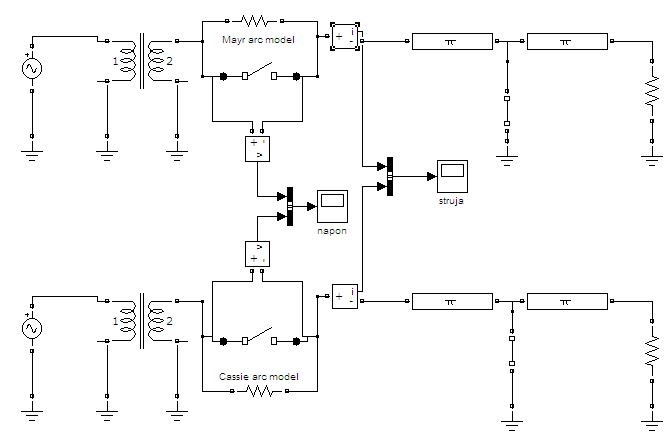 Mayr arc model
i
+ -
+
1 2
π π
+ -
v
struja
napon
v
+ -
i
+ -
+
1 2
π π
Cassie arc model